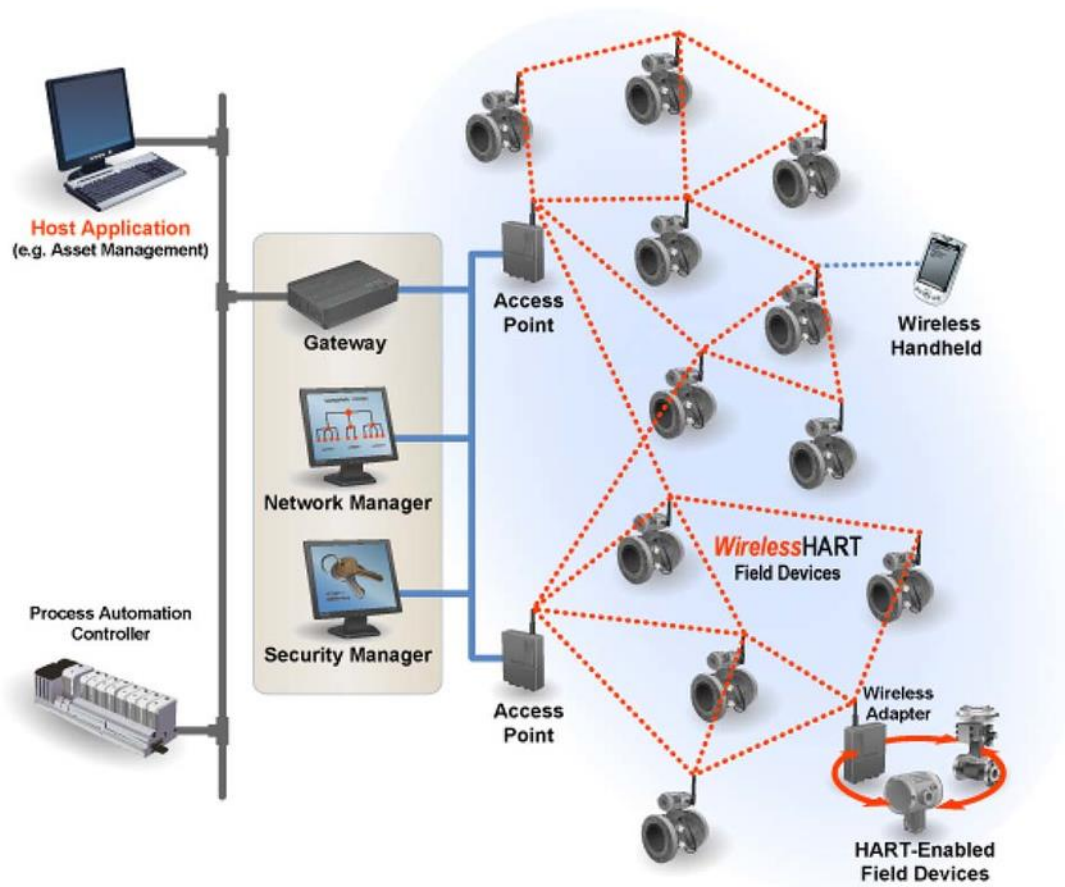 Host Application
(e.g. Asset Management)
Gateway
Network Manager
Security Manager
Process Automation
Controller
Access
Point
Access
Point
Wireless
Handheld
WirelessHART
Field Devices
Wireless
Adapter
HART-Enabled
Field Devices